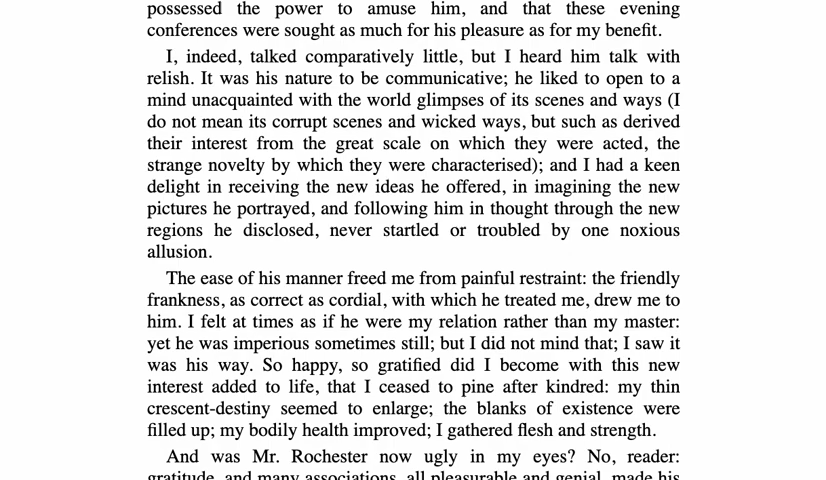 possessed the power to amuse him, and that these evening
conferences were sought as much for his pleasure as for my benefit.
I, indeed, talked comparatively little, but I heard him talk with
relish. It was his nature to be communicative; he liked to open to a
mind unacquainted with the world glimpses of its scenes and ways (I
do not mean its corrupt scenes and wicked ways, but such as derived
their interest from the great scale on which they were acted, the
strange novelty by which they were characterised); and I had a keen
delight in receiving the new ideas he offered, in imagining the new
pictures he portrayed, and following him in thought through the new
regions he disclosed, never startled or troubled by one noxious
allusion.
The ease of his manner freed me from painful restraint: the friendly
frankness, as correct as cordial, with which he treated me, drew me to
him. I felt at times as if he were my relation rather than my master:
yet he was imperious sometimes still; but I did not mind that; I saw it
was his way. So happy, so gratified did I become with this new
interest added to life, that I ceased to pine after kindred: my thin
crescent-destiny seemed to enlarge; the blanks of existence were
filled up; my bodily health improved; I gathered flesh and strength.
And was Mr. Rochester now ugly in my eyes? No, reader:
gratitude, and many associations, all pleasurable and genial, made his